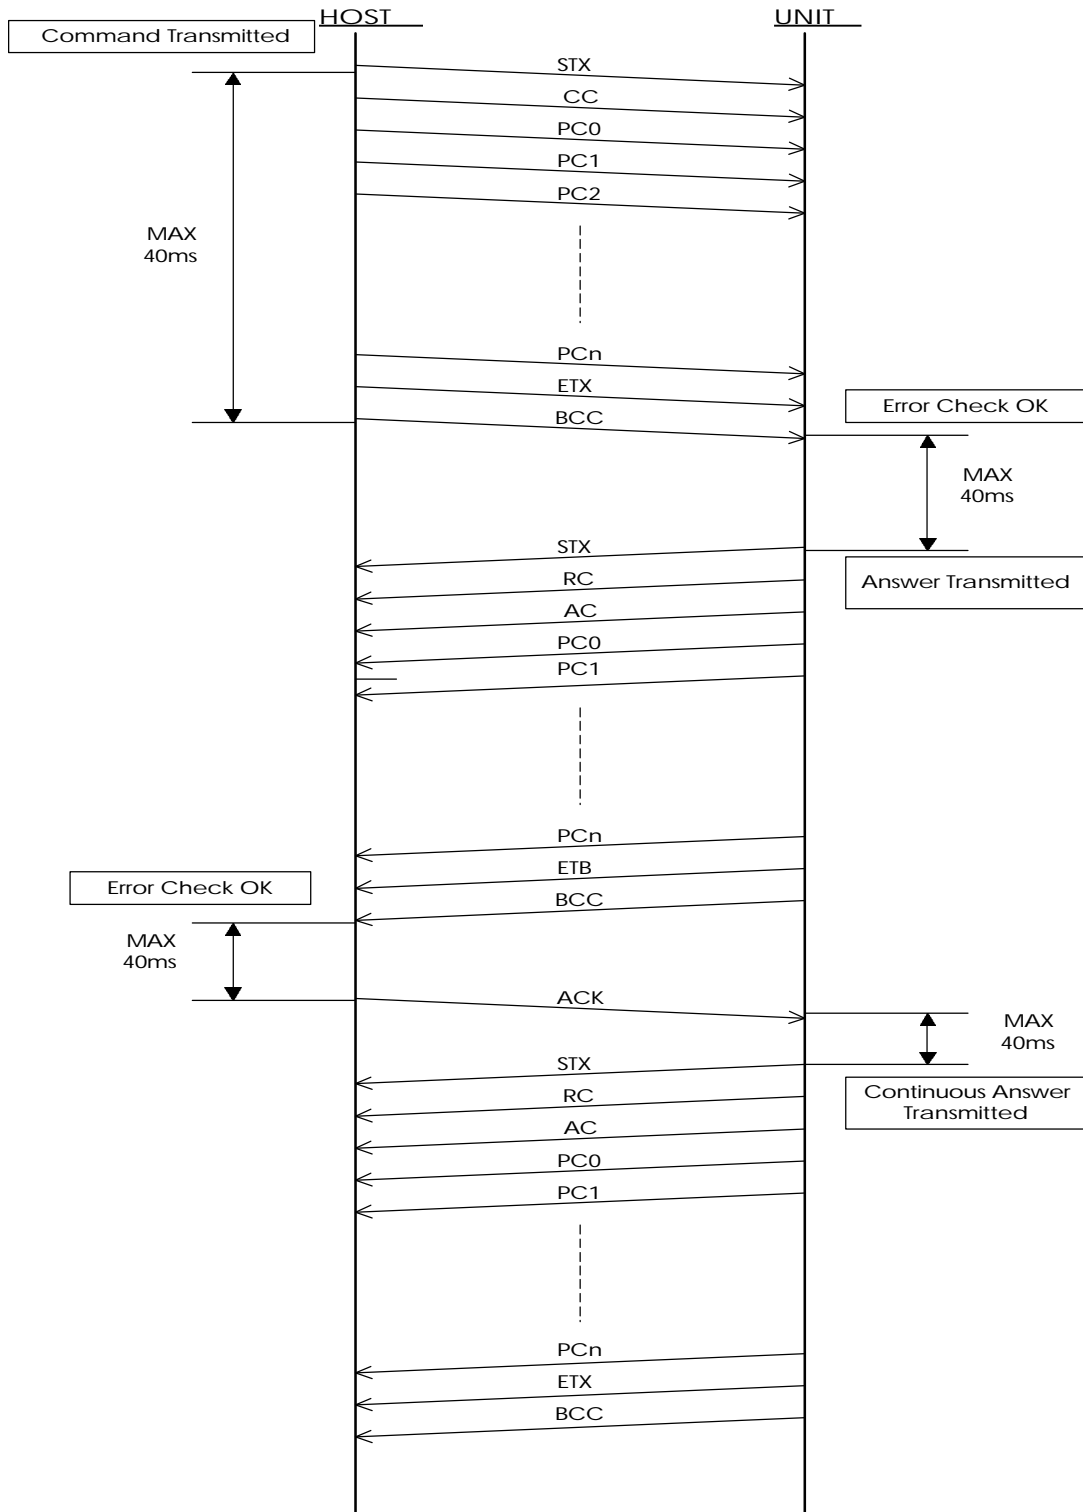 HOST
UNIT
Command Transmitted
STX
CC
PC0
PC1
PC2
MAX
40ms
PCn
ETX
BCC
Error Check OK
MAX
40ms
STX
RC
AC
PC0
PC1
Answer Transmitted
PCn
ETB
BCC
Error Check OK
MAX
40ms
ACK
MAX
40ms
STX
RC
AC
PC0
PC1
Continuous Answer
Transmitted
PCn
ETX
BCC